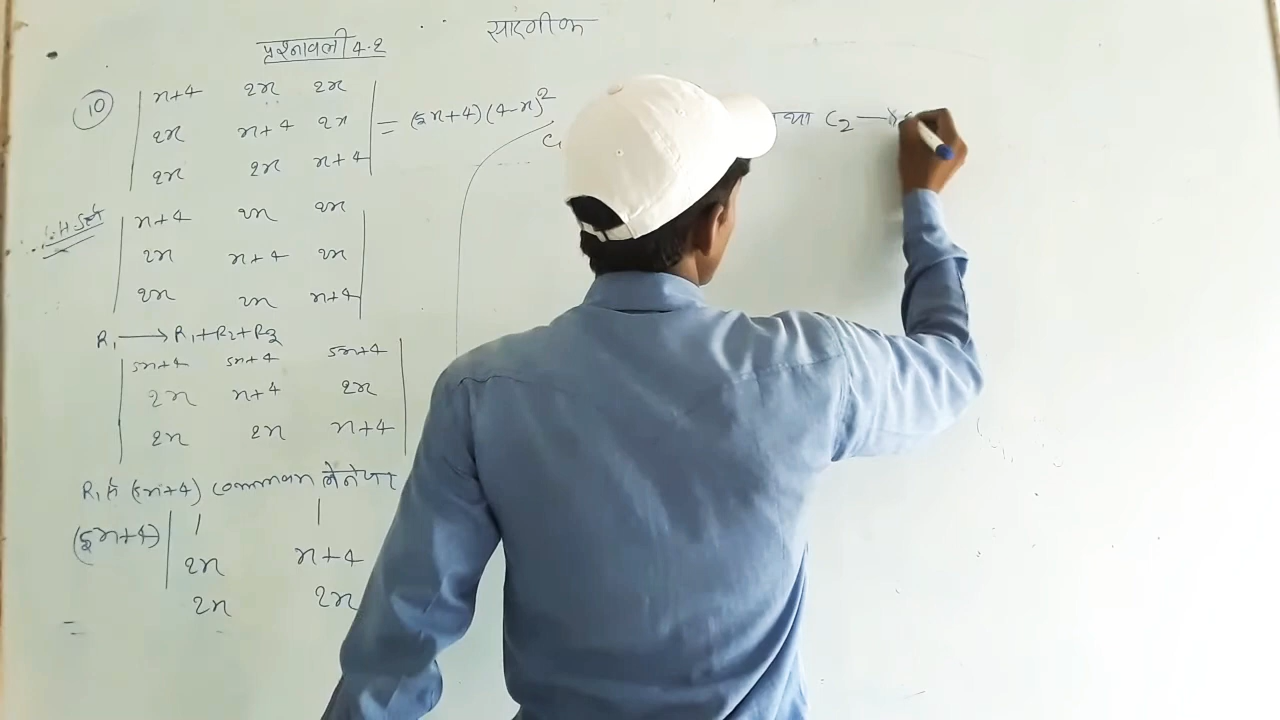 सारणिक
प्रश्नावली 4.2
10 | x+4 2x 2x |
| 2x x+4 2x | = (5x+4) (4-x)²
| 2x 2x x+4 |
L.H.S से
| x+4 2x 2x |
| 2x x+4 2x |
| 2x 2x x+4 |
R₁ → R₁+R₂+R₃
| 5x+4 5x+4 5x+4 |
| 2x x+4 2x |
| 2x 2x x+4 |
R₁ से (5x+4) common लेने पर
(5x+4) | 1 1
2x x+4
2x 2x
=
C₁
तथा C₂ →